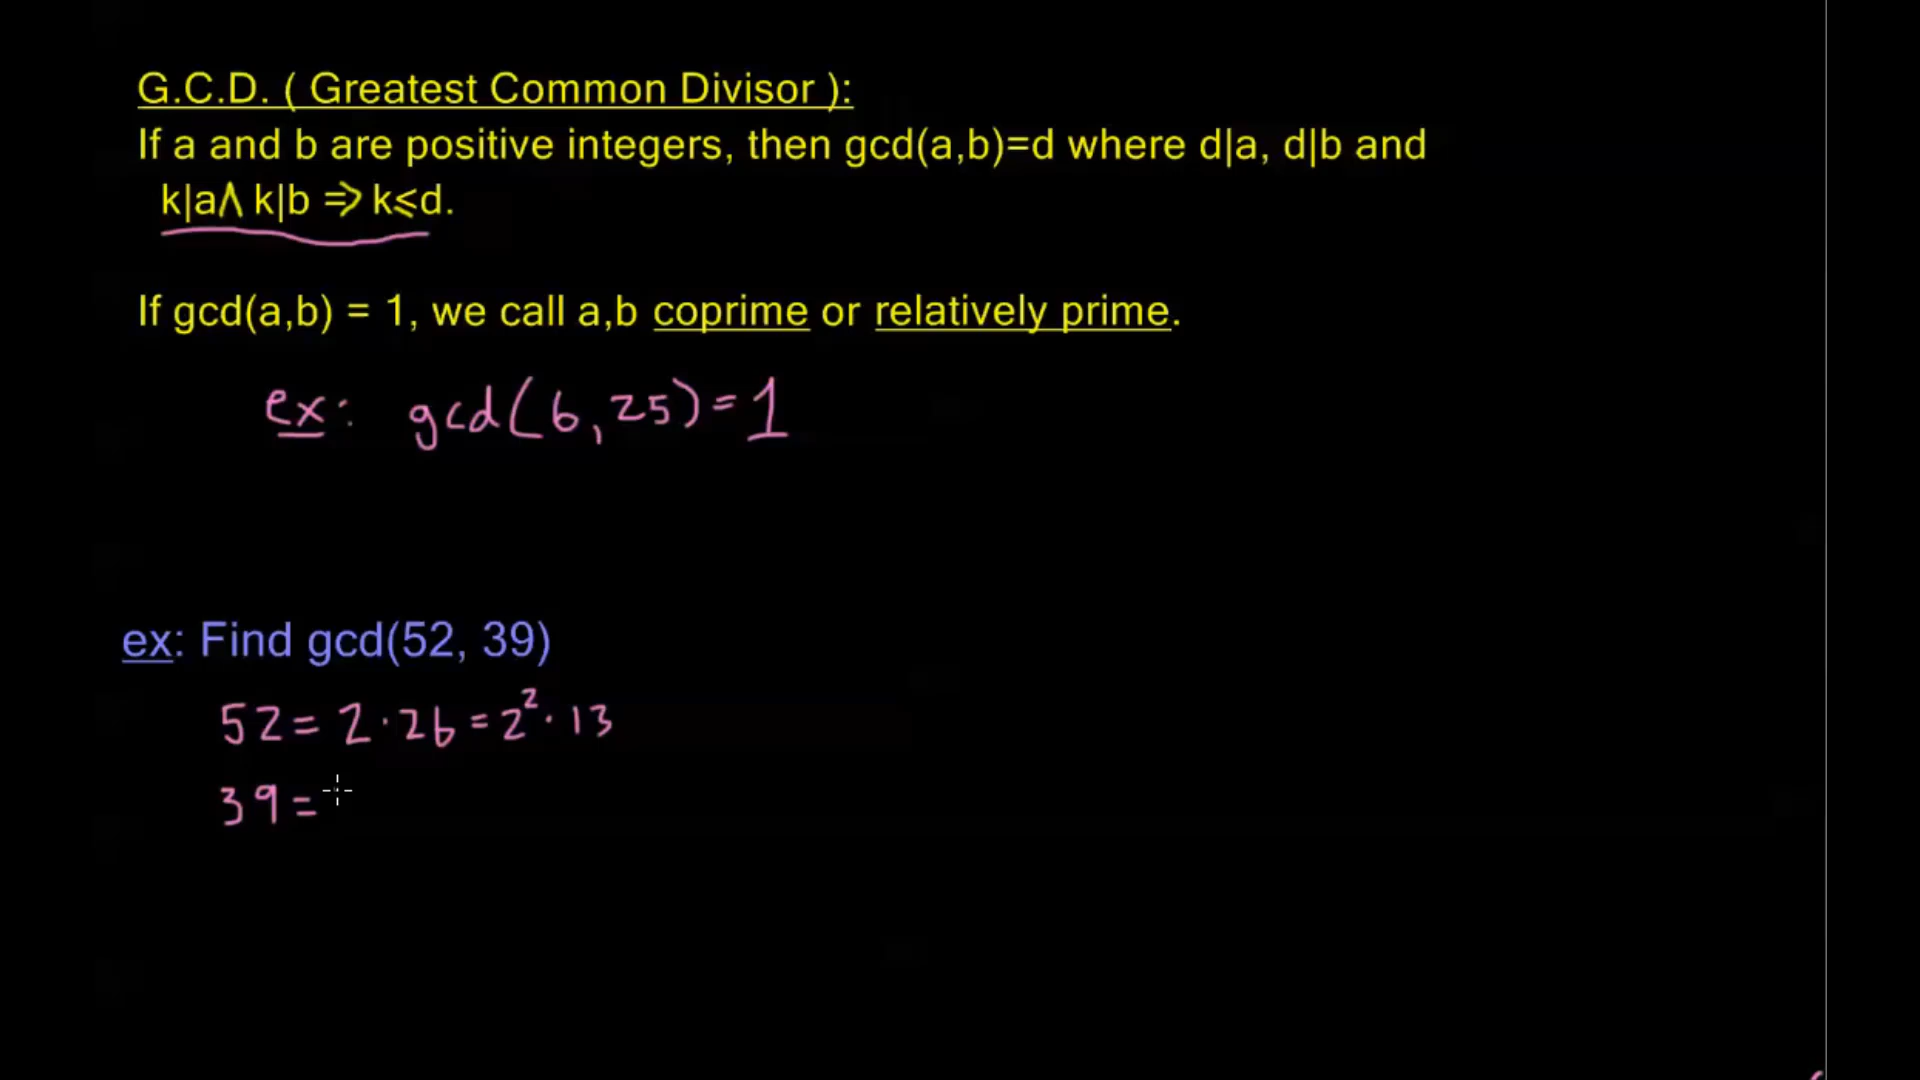 G.C.D. ( Greatest Common Divisor ):
If a and b are positive integers, then gcd(a,b)=d where d|a, d|b and
k|a∧ k|b ⇒ k≤d.
If gcd(a,b) = 1, we call a,b coprime or relatively prime.
ex: gcd(6,25)=1
ex: Find gcd(52, 39)
52= 2·26=2²·13
39=